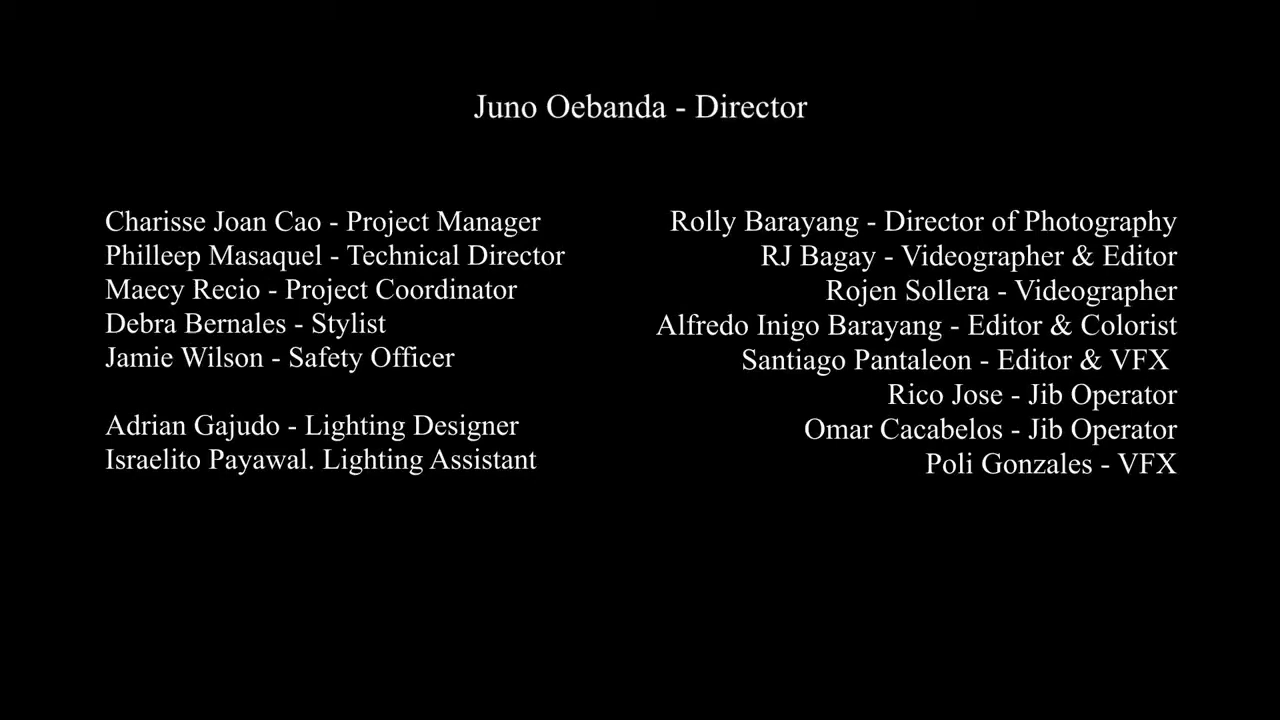 Juno Oebanda - Director
Charisse Joan Cao - Project Manager
Philleep Masaquel - Technical Director
Maecy Recio - Project Coordinator
Debra Bernales - Stylist
Jamie Wilson - Safety Officer
Adrian Gajudo - Lighting Designer
Israelito Payawal. Lighting Assistant
Rolly Barayang - Director of Photography
RJ Bagay - Videographer & Editor
Rojen Sollera - Videographer
Alfredo Inigo Barayang - Editor & Colorist
Santiago Pantaleon - Editor & VFX
Rico Jose - Jib Operator
Omar Cacabelos - Jib Operator
Poli Gonzales - VFX